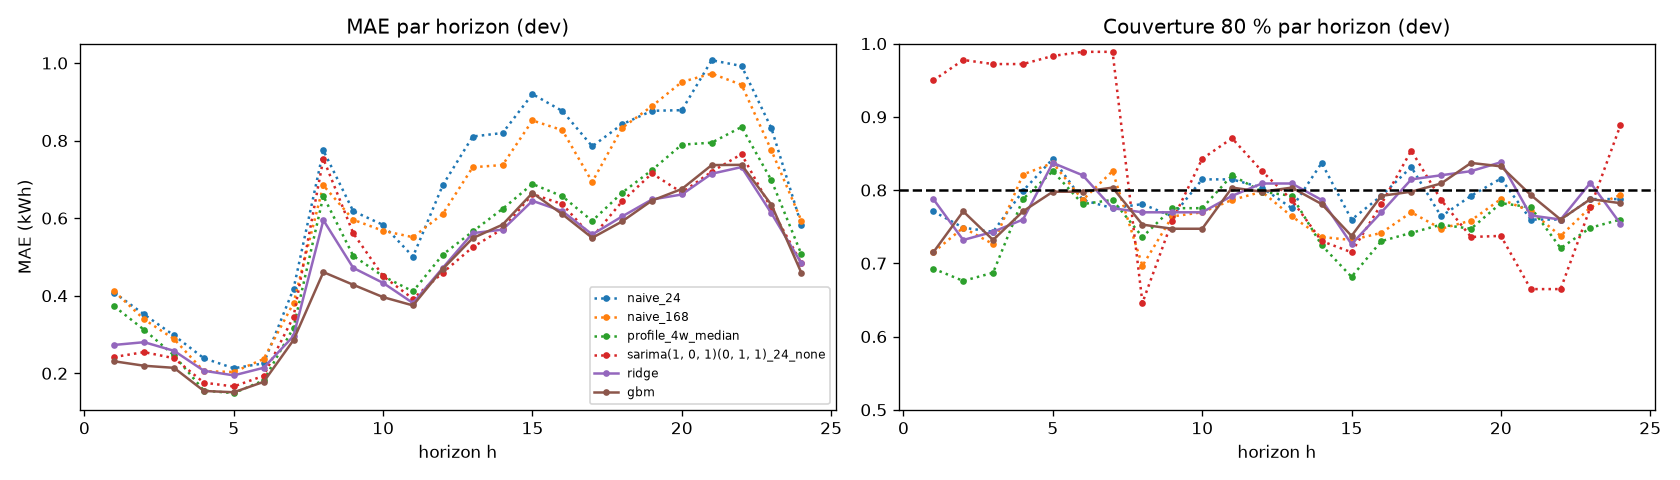 MAE par horizon (dev)
MAE (kWh)
1.0
0.8
0.6
0.4
0.2
0 5 10 15 20 25
horizon h
naive_24
naive_168
profile_4w_median
sarima(1, 0, 1)(0, 1, 1)_24_none
ridge
gbm
Couverture 80 % par horizon (dev)
1.0
0.9
0.8
0.7
0.6
0.5
0 5 10 15 20 25
horizon h